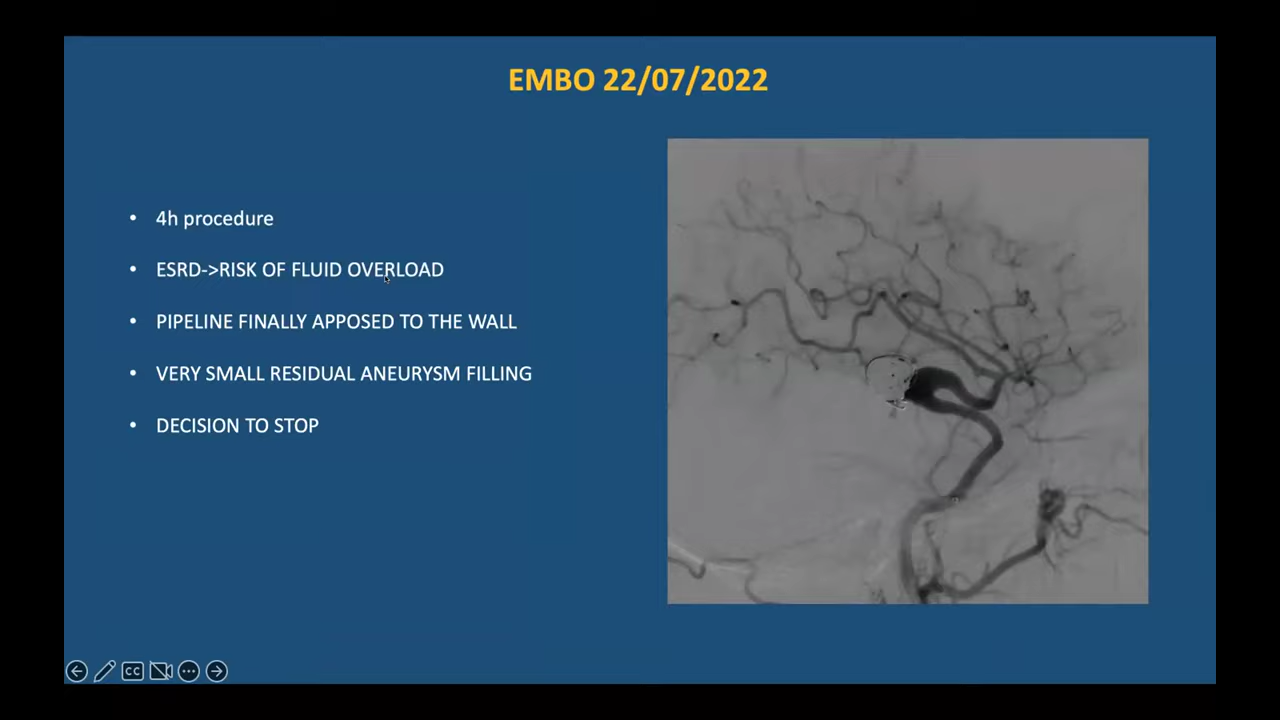 EMBO 22/07/2022
• 4h procedure
• ESRD->RISK OF FLUID OVERLOAD
• PIPELINE FINALLY APPOSED TO THE WALL
• VERY SMALL RESIDUAL ANEURYSM FILLING
• DECISION TO STOP
CC